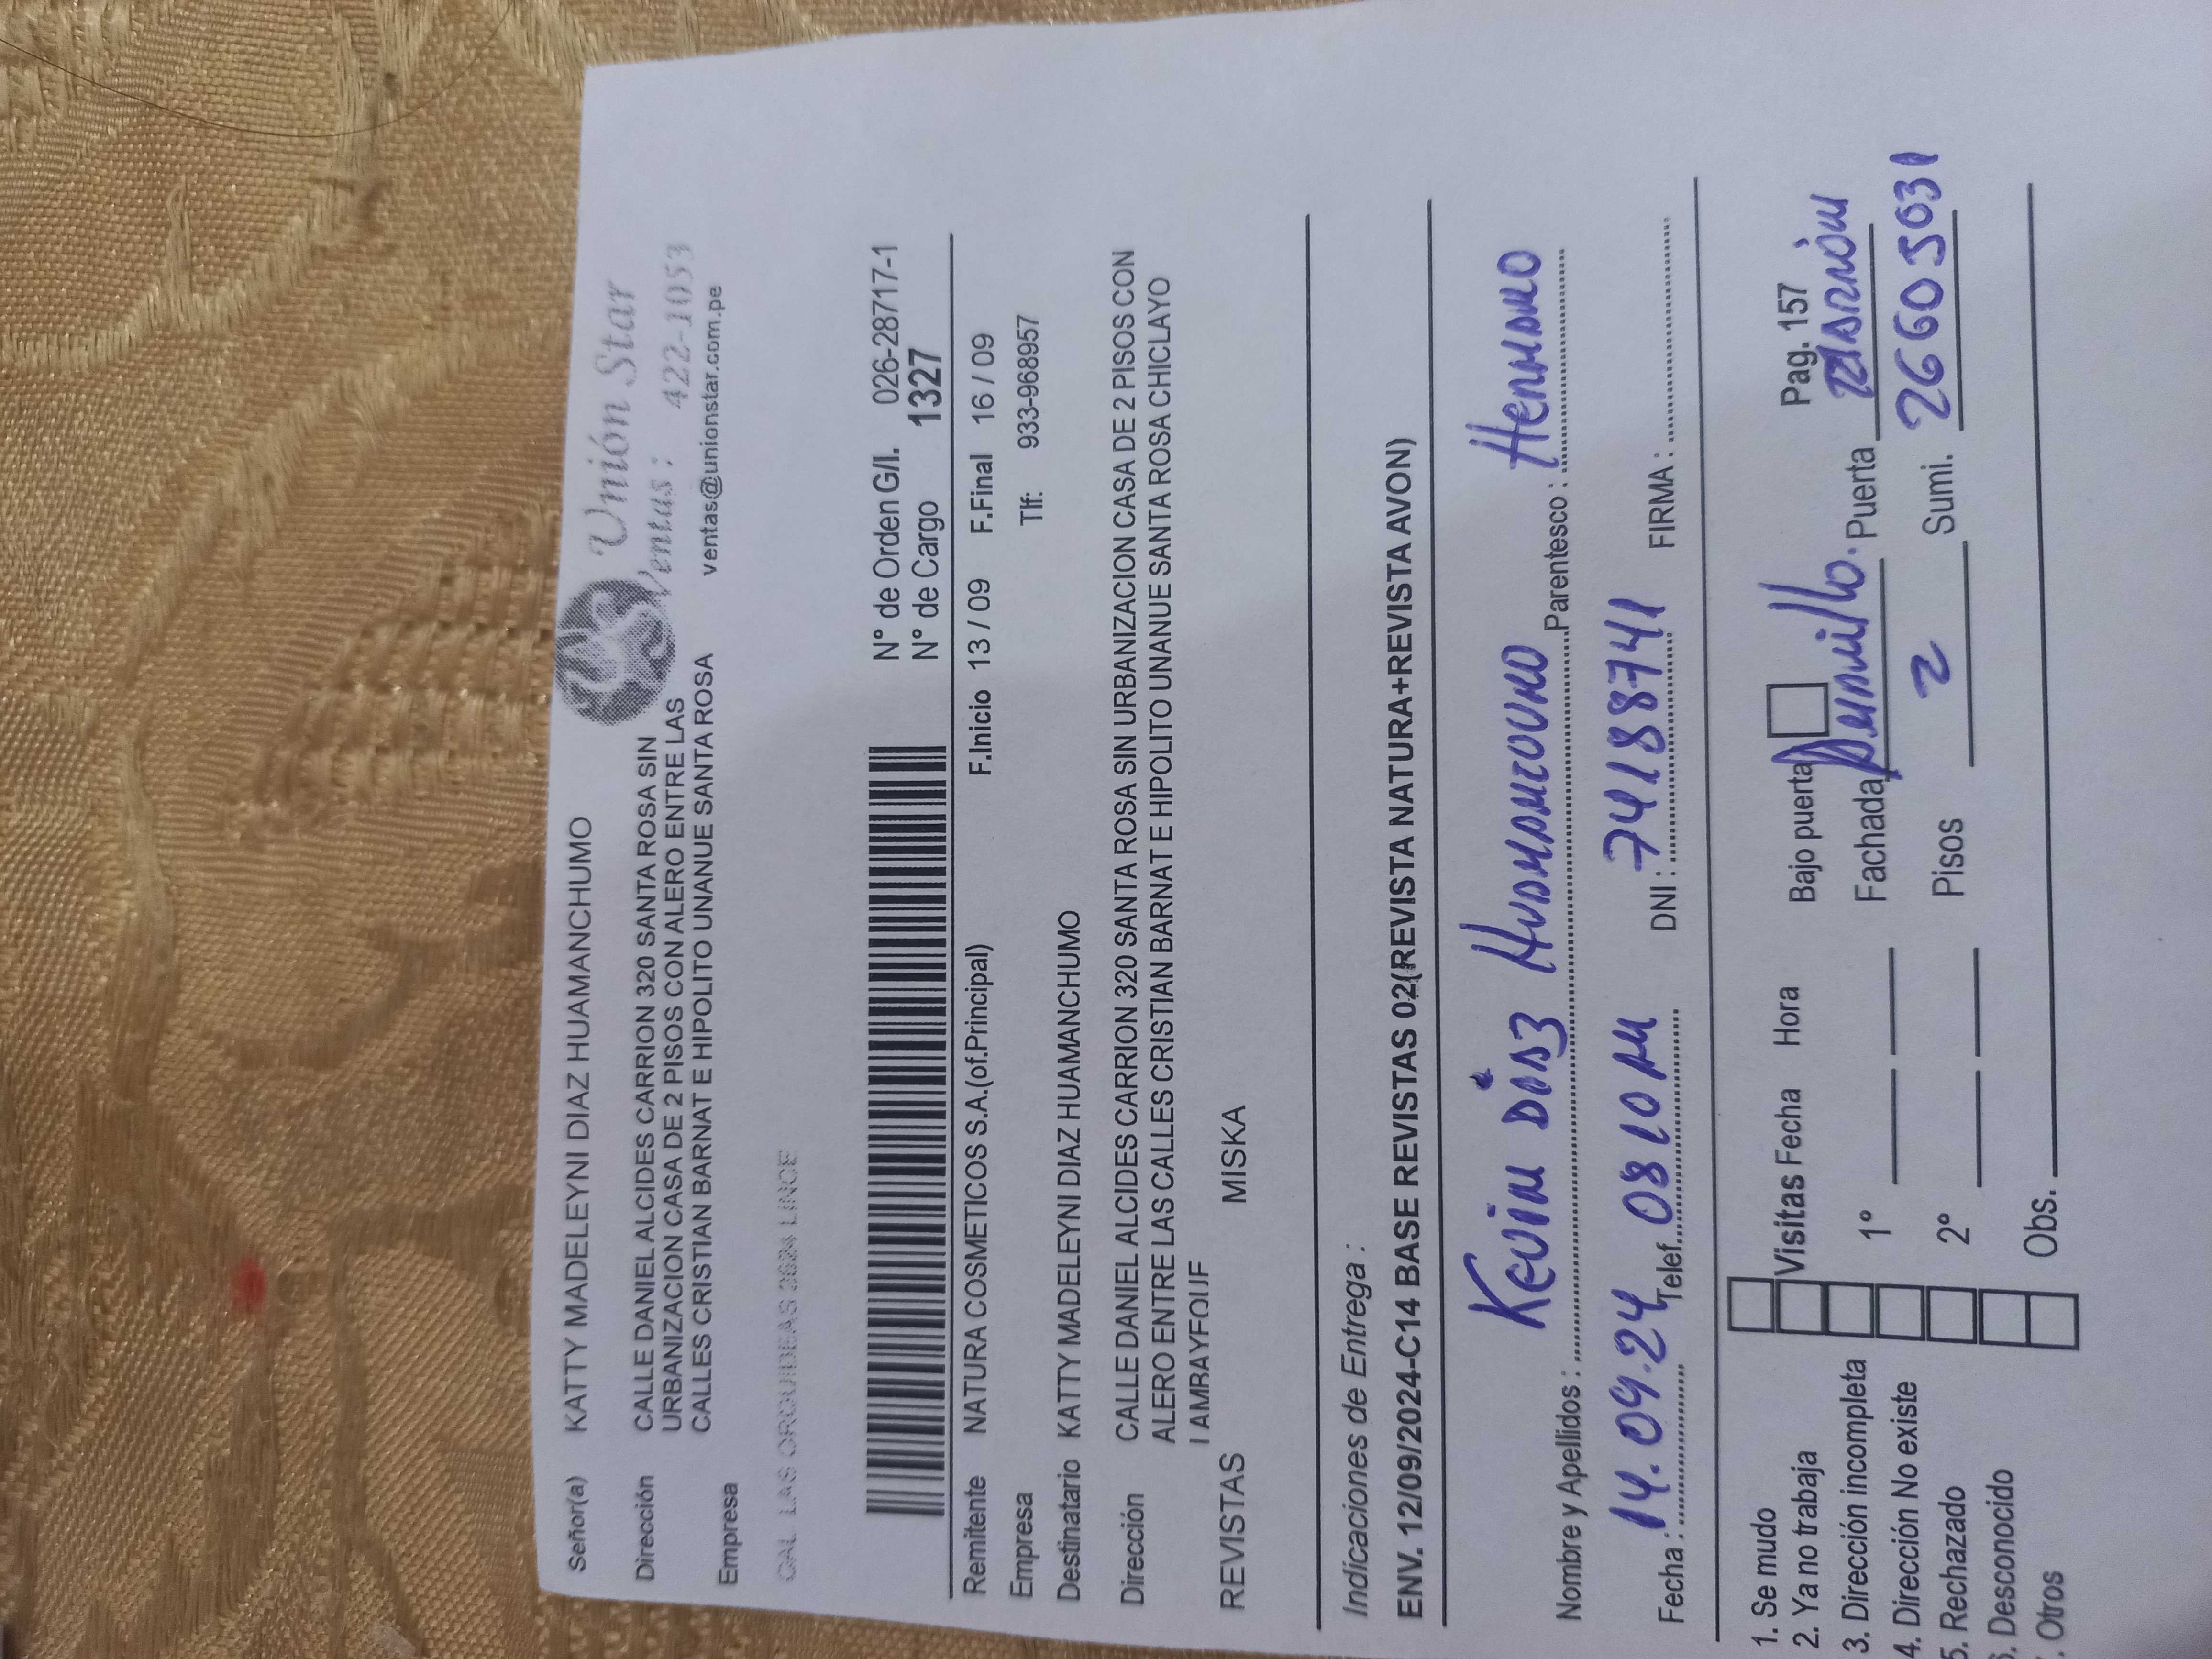 Señor(a) KATTY MADELEYNI DIAZ HUAMANCHUMO
Unión Star
Ventas : 422-1053
ventas@unionstar.com.pe
Dirección CALLE DANIEL ALCIDES CARRION 320 SANTA ROSA SIN
URBANIZACION CASA DE 2 PISOS CON ALERO ENTRE LAS
CALLES CRISTIAN BARNAT E HIPOLITO UNANUE SANTA ROSA
Empresa
CAL LAS ORQUIDEAS 2624 LINCE
N° de Orden G/I. 026-28717-1
N° de Cargo 1327
Remitente NATURA COSMETICOS S.A.(of.Principal) F.Inicio 13 / 09 F.Final 16 / 09
Empresa Tlf: 933-968957
Destinatario KATTY MADELEYNI DIAZ HUAMANCHUMO
Dirección CALLE DANIEL ALCIDES CARRION 320 SANTA ROSA SIN URBANIZACION CASA DE 2 PISOS CON
ALERO ENTRE LAS CALLES CRISTIAN BARNAT E HIPOLITO UNANUE SANTA ROSA CHICLAYO
REVISTAS MISKA
Indicaciones de Entrega :
ENV. 12/09/2024-C14 BASE REVISTAS 02(REVISTA NATURA+REVISTA AVON)
Nombre y Apellidos : Kevin Diaz Huamanchumo Parentesco : Hermano
Fecha : 14.09.24 Telef. 0810 M DNI : 74188741 FIRMA :
1. Se mudo
2. Ya no trabaja
3. Dirección incompleta
4. Dirección No existe
5. Rechazado
6. Desconocido
7. Otros
Visitas Fecha Hora Bajo puerta Pag. 157
1° Fachada Amarillo. Puerta Marrón
2° Pisos 2 Sumi. 26605031
Obs.